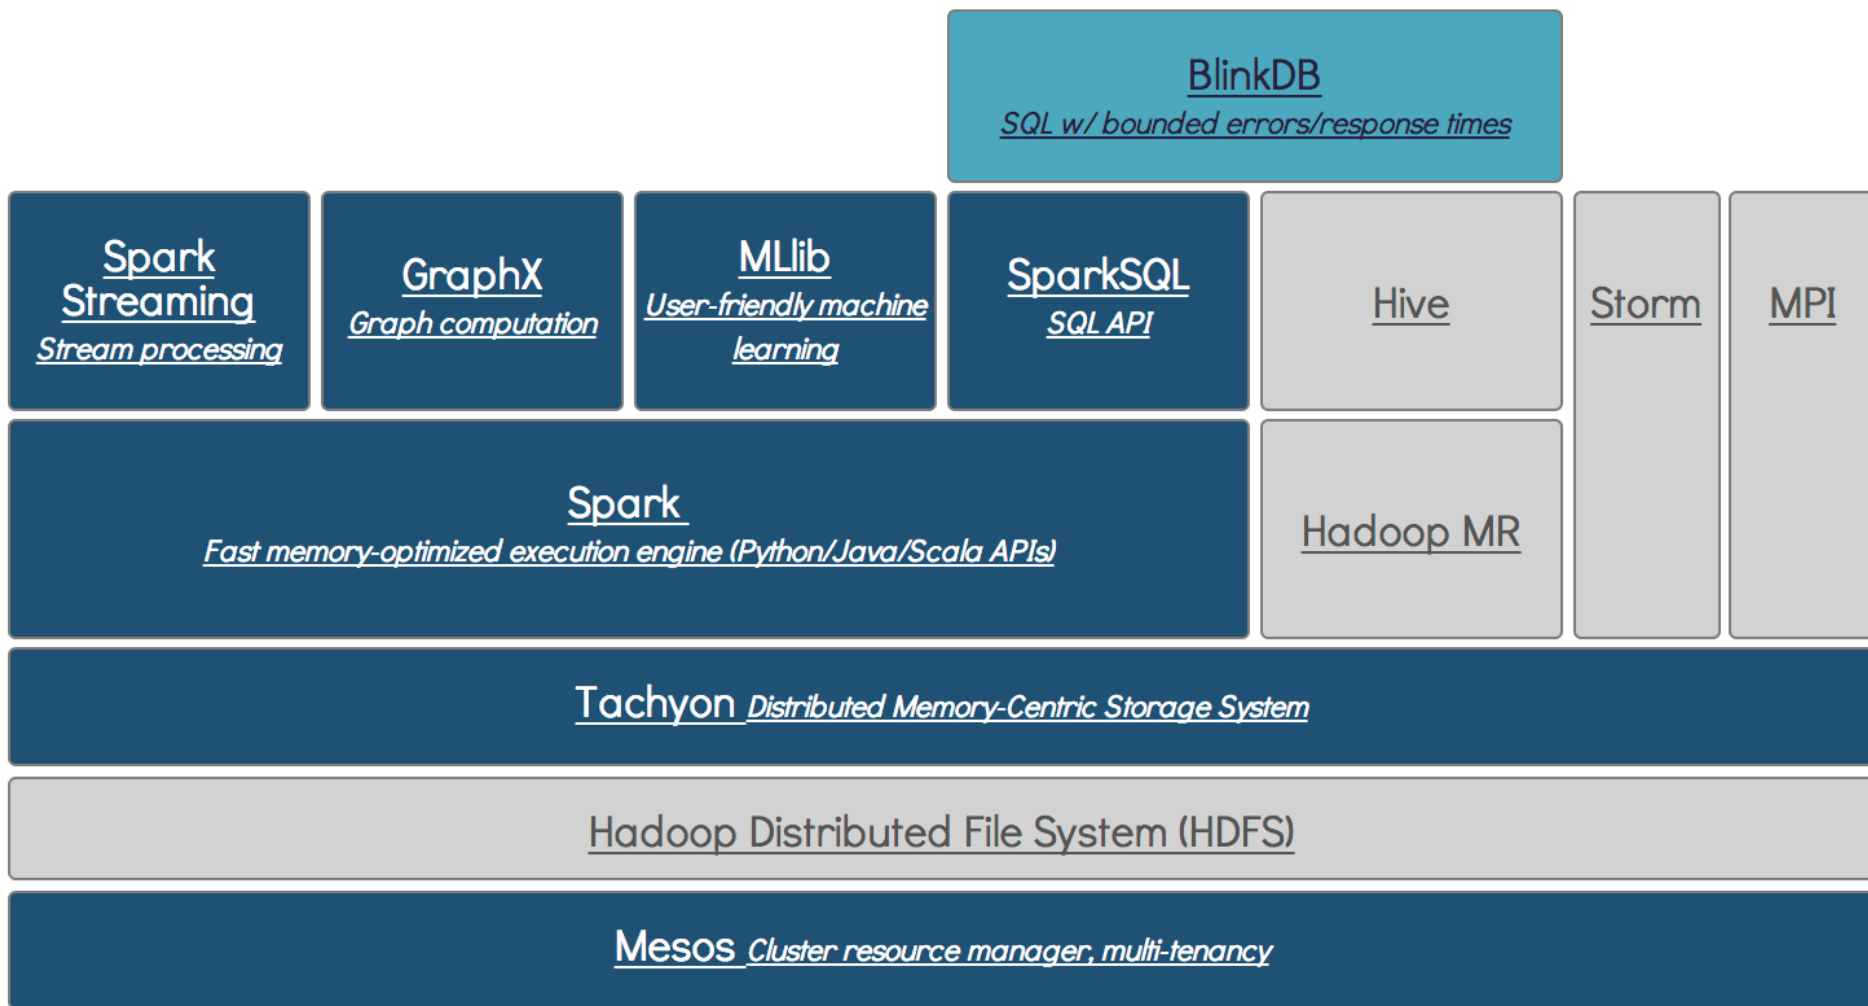 BlinkDB
SQL w/ bounded errors/response times
Spark
Streaming
Stream processing
GraphX
Graph computation
MLlib
User-friendly machine
learning
SparkSQL
SQL API
Hive
Storm
MPI
Spark
Fast memory-optimized execution engine (Python/Java/Scala APIs)
Hadoop MR
Tachyon Distributed Memory-Centric Storage System
Hadoop Distributed File System (HDFS)
Mesos Cluster resource manager, multi-tenancy